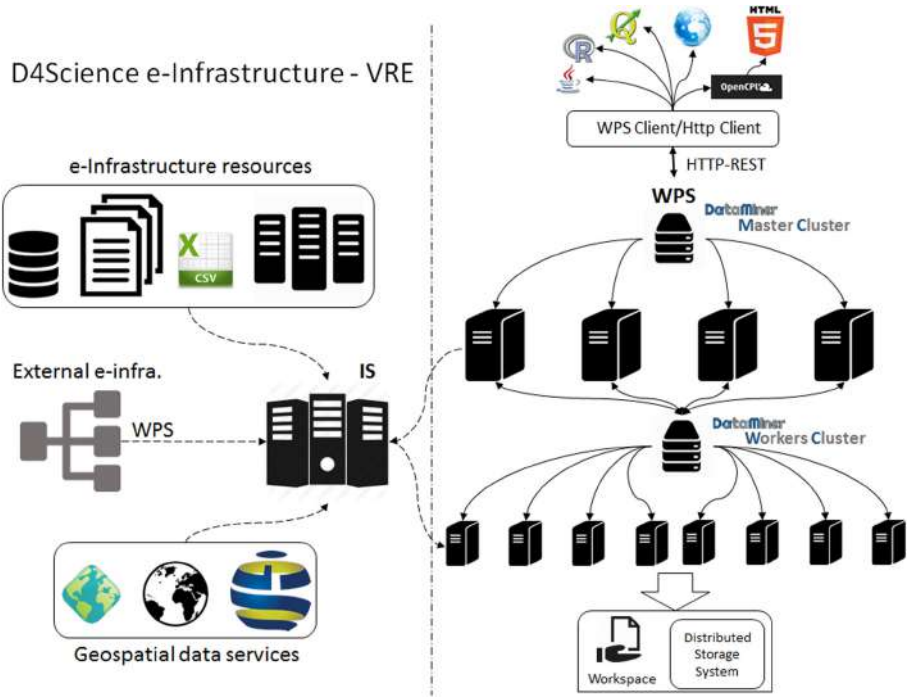 D4Science e-Infrastructure - VRE
e-Infrastructure resources
X
CSV
External e-infra.
WPS
IS
Geospatial data services
HTML
5
R
Java
OpenCPU
WPS Client/Http Client
HTTP-REST
WPS
DataMiner
Master Cluster
DataMiner
Workers Cluster
Workspace
Distributed
Storage
System